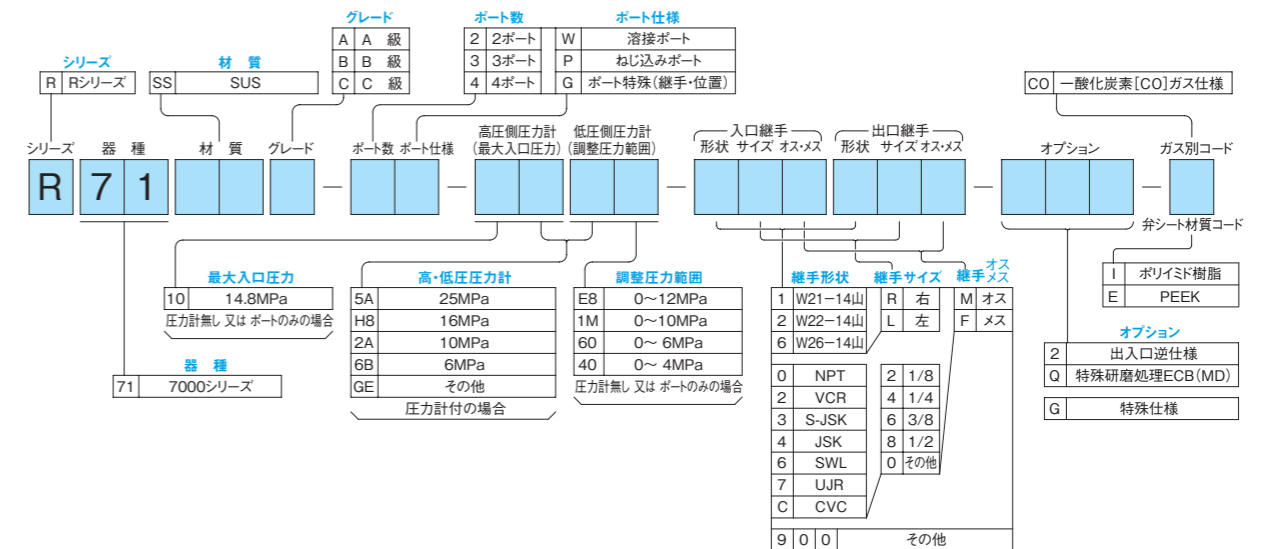 グレード
A A 級
B B 級
C C 級
ポート数
2 2ポート
3 3ポート
4 4ポート
ポート仕様
W 溶接ポート
P ねじ込みポート
G ポート特殊(継手・位置)
シリーズ
R Rシリーズ
材 質
SS SUS
CO 一酸化炭素[CO]ガス仕様
シリーズ 器 種 材 質 グレード ポート数 ポート仕様
高圧側圧力計
(最大入口圧力)
低圧側圧力計
(調整圧力範囲)
入口継手
形状 サイズ オス・メス
出口継手
形状 サイズ オス・メス
オプション
ガス別コード
R 7 1 — — — — —
弁シート材質コード
I ポリイミド樹脂
E PEEK
最大入口圧力
10 14.8MPa
圧力計無し 又は ポートのみの場合
器 種
71 7000シリーズ
高・低圧圧力計
5A 25MPa
H8 16MPa
2A 10MPa
6B 6MPa
GE その他
圧力計付の場合
調整圧力範囲
E8 0〜12MPa
1M 0〜10MPa
60 0〜 6MPa
40 0〜 4MPa
圧力計無し 又は ポートのみの場合
継手形状
1 W21−14山
2 W22−14山
6 W26−14山
0 NPT
2 VCR
3 S-JSK
4 JSK
6 SWL
7 UJR
C CVC
9 0 0 その他
継手サイズ
R 右
L 左
2 1/8
4 1/4
6 3/8
8 1/2
0 その他
継手オスメス
M オス
F メス
オプション
2 出入口逆仕様
Q 特殊研磨処理ECB(MD)
G 特殊仕様